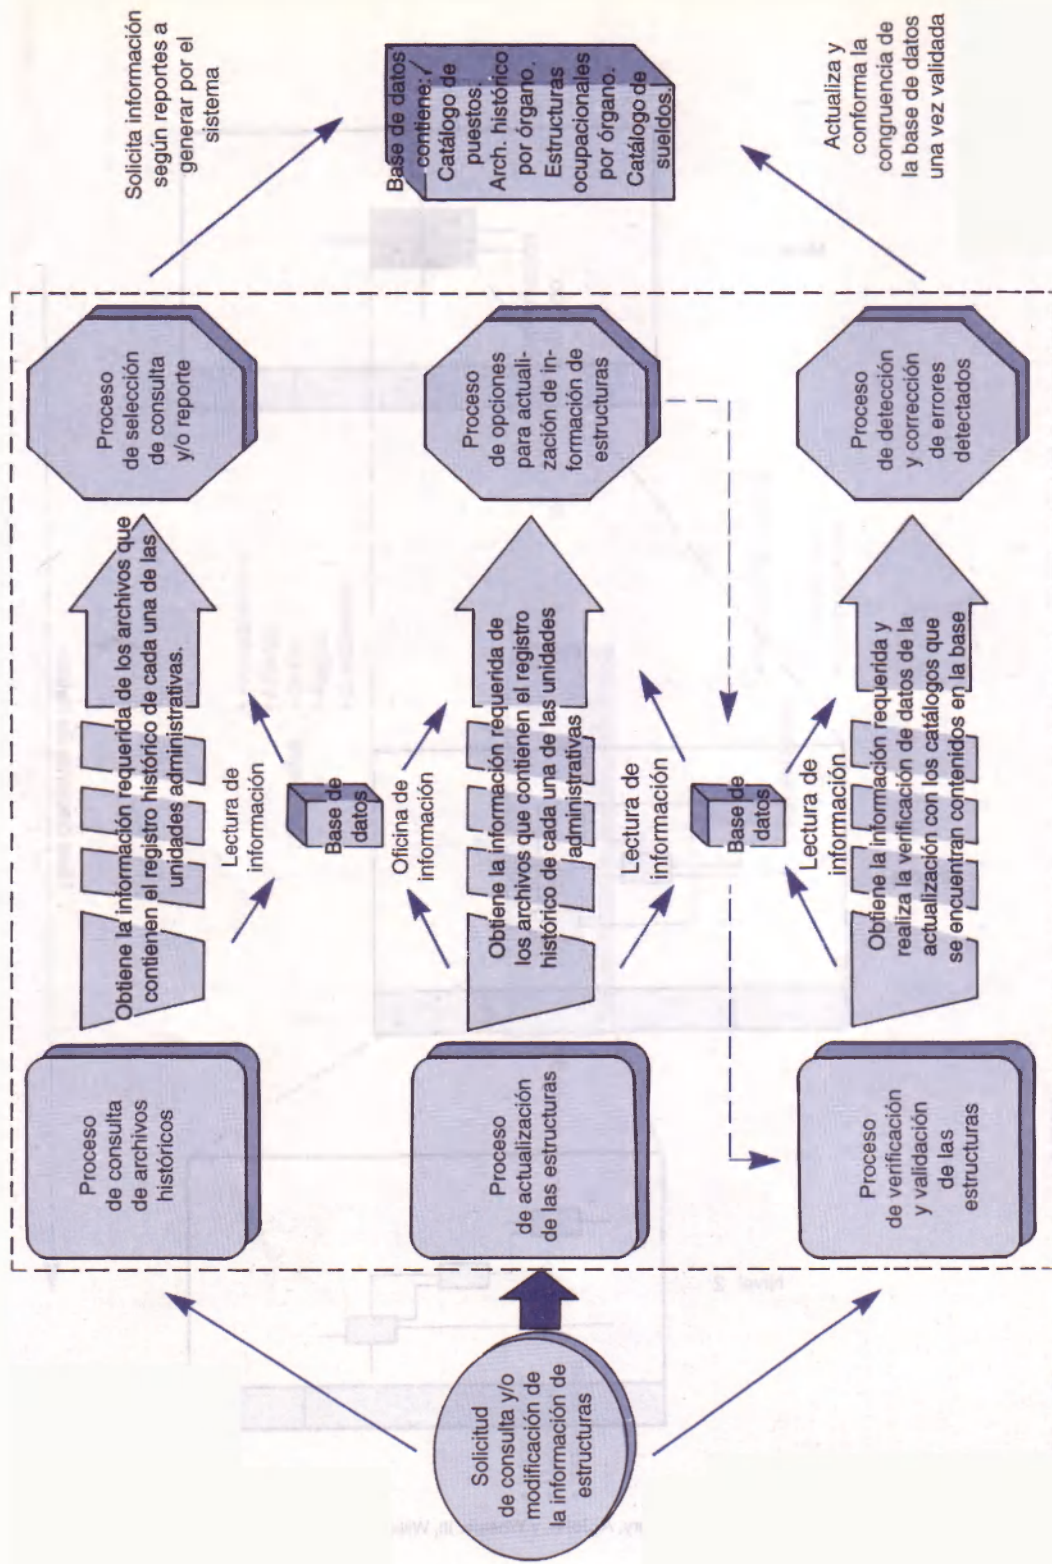 Solicitud
de consulta y/o
modificación de
la información de
estructuras
Proceso
de consulta
de archivos
históricos
Obtiene la información requerida de los archivos que
contienen el registro histórico de cada una de las
unidades administrativas.
Proceso
de selección
de consulta
y/o reporte
Solicita información
según reportes a
generar por el
sistema
Lectura de
información
Base de
datos
Oficina de
información
Proceso
de actualización
de las estructuras
Obtiene la información requerida de
los archivos que contienen el registro
histórico de cada una de las unidades
administrativas
Proceso
de opciones
para actuali-
zación de in-
formación de
estructuras
Base de datos
contiene:
Catálogo de
puestos.
Arch. histórico
por órgano.
Estructuras
ocupacionales
por órgano.
Catálogo de
sueldos.
Lectura de
información
Base de
datos
Lectura de
información
Proceso
de verificación
y validación
de las
estructuras
Obtiene la información requerida y
realiza la verificación de datos de la
actualización con los catálogos que
se encuentran contenidos en la base
Proceso
de detección
y corrección
de errores
detectados
Actualiza y
conforma la
congruencia de
la base de datos
una vez validada